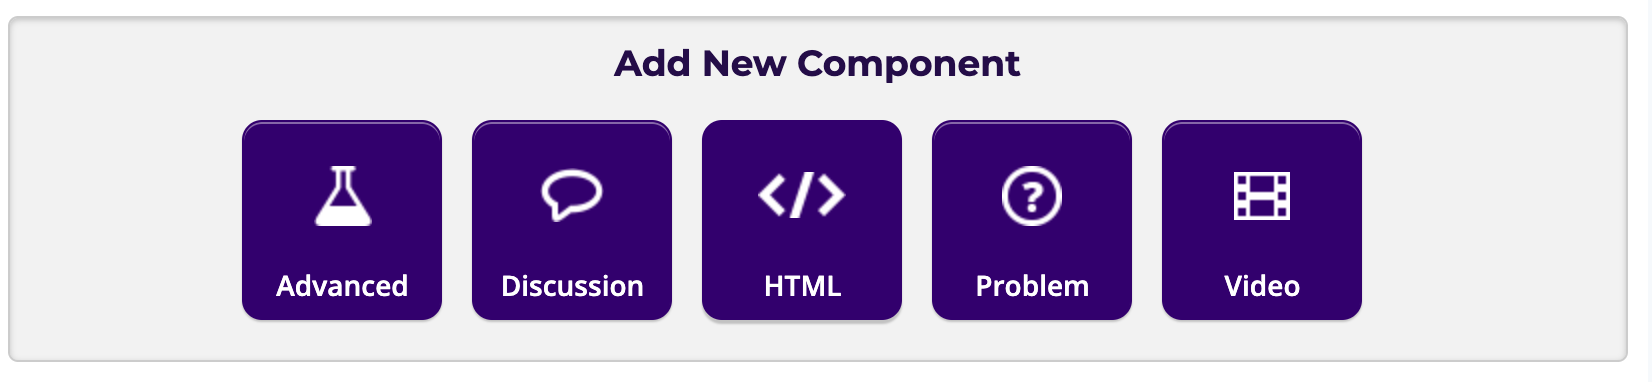 Add New Component
Advanced
Discussion
HTML
Problem
Video